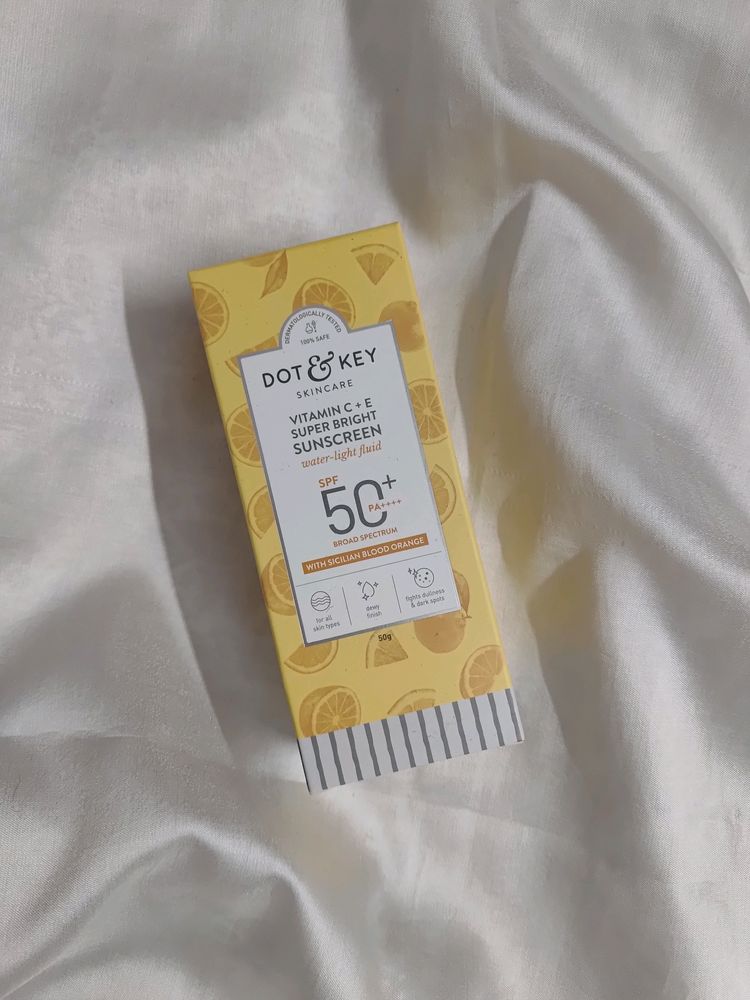 DERMATOLOGICALLY TESTED
100% SAFE
DOT & KEY
SKINCARE
VITAMIN C + E
SUPER BRIGHT
SUNSCREEN
water-light fluid
SPF
50+
PA++++
BROAD SPECTRUM
WITH SICILIAN BLOOD ORANGE
for all
skin types
dewy
finish
fights dullness
& dark spots
50g